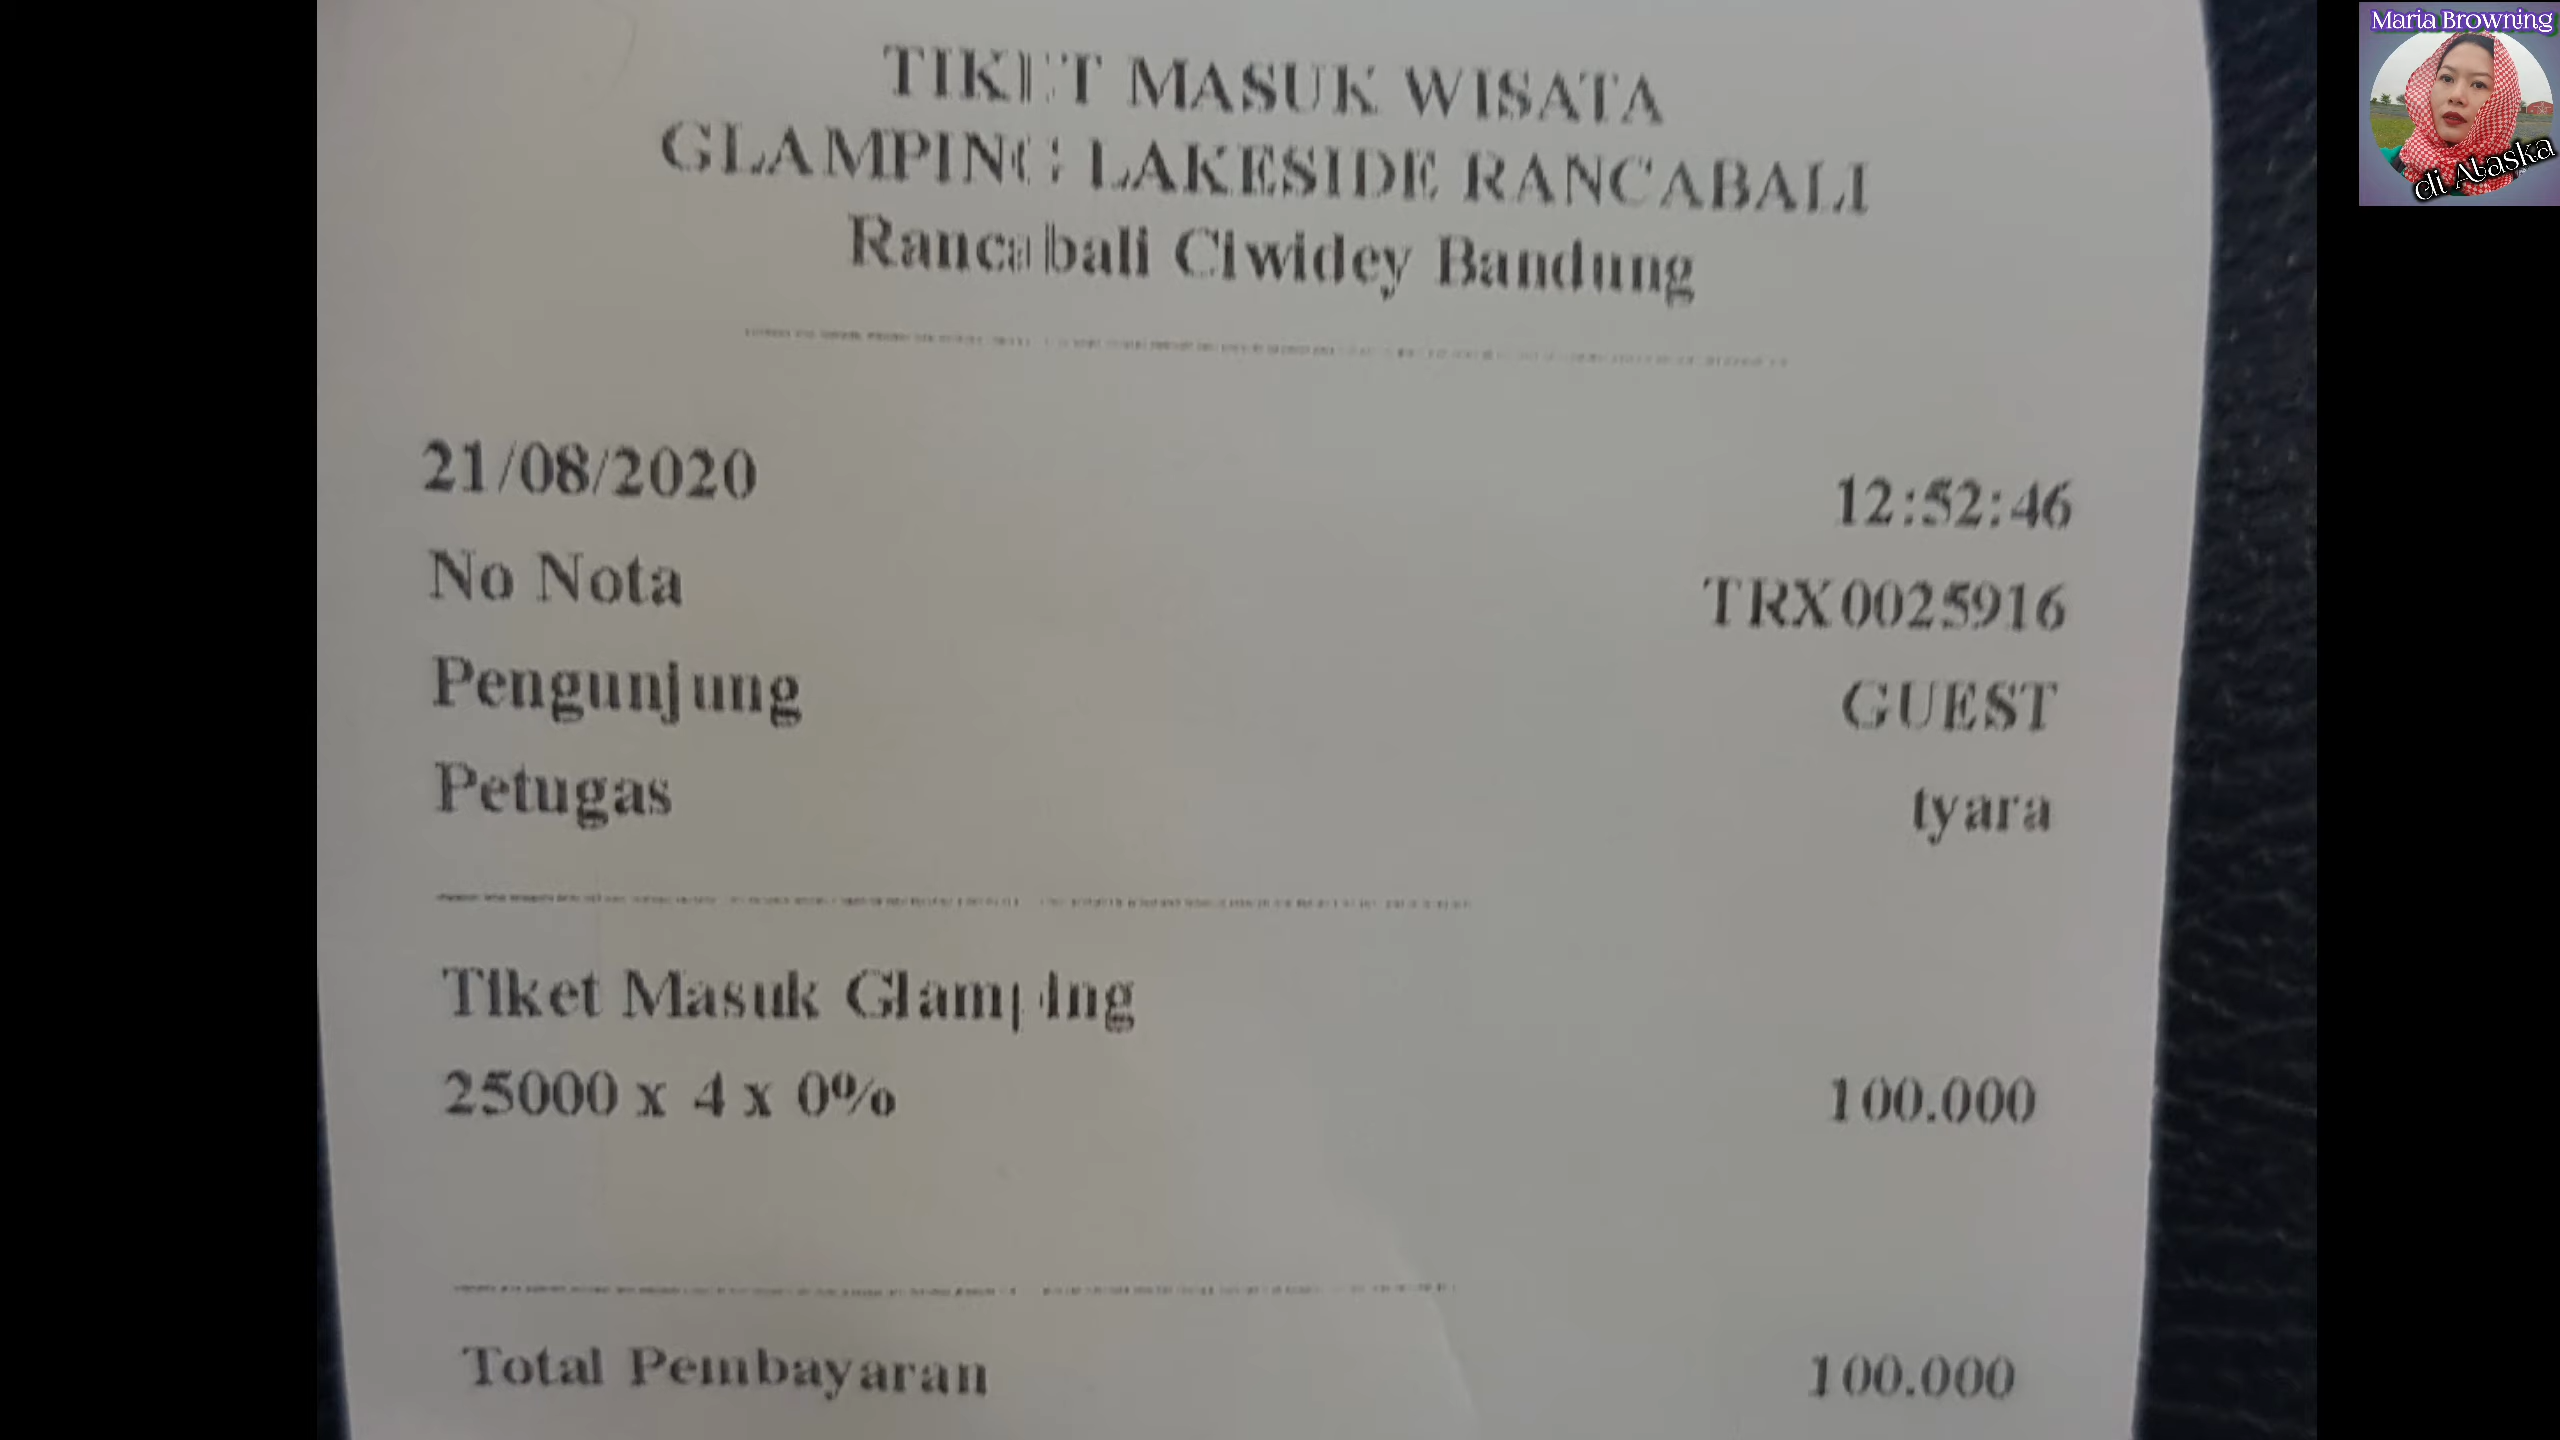 TIKET MASUK WISATA
GLAMPING LAKESIDE RANCABALI
Rancabali Ciwidey Bandung
21/08/2020 12:52:46
No Nota TRX0025916
Pengunjung GUEST
Petugas tyara
Tiket Masuk Glamping
25000 x 4 x 0% 100.000
Total Pembayaran 100.000
Maria Browning
di Alaska